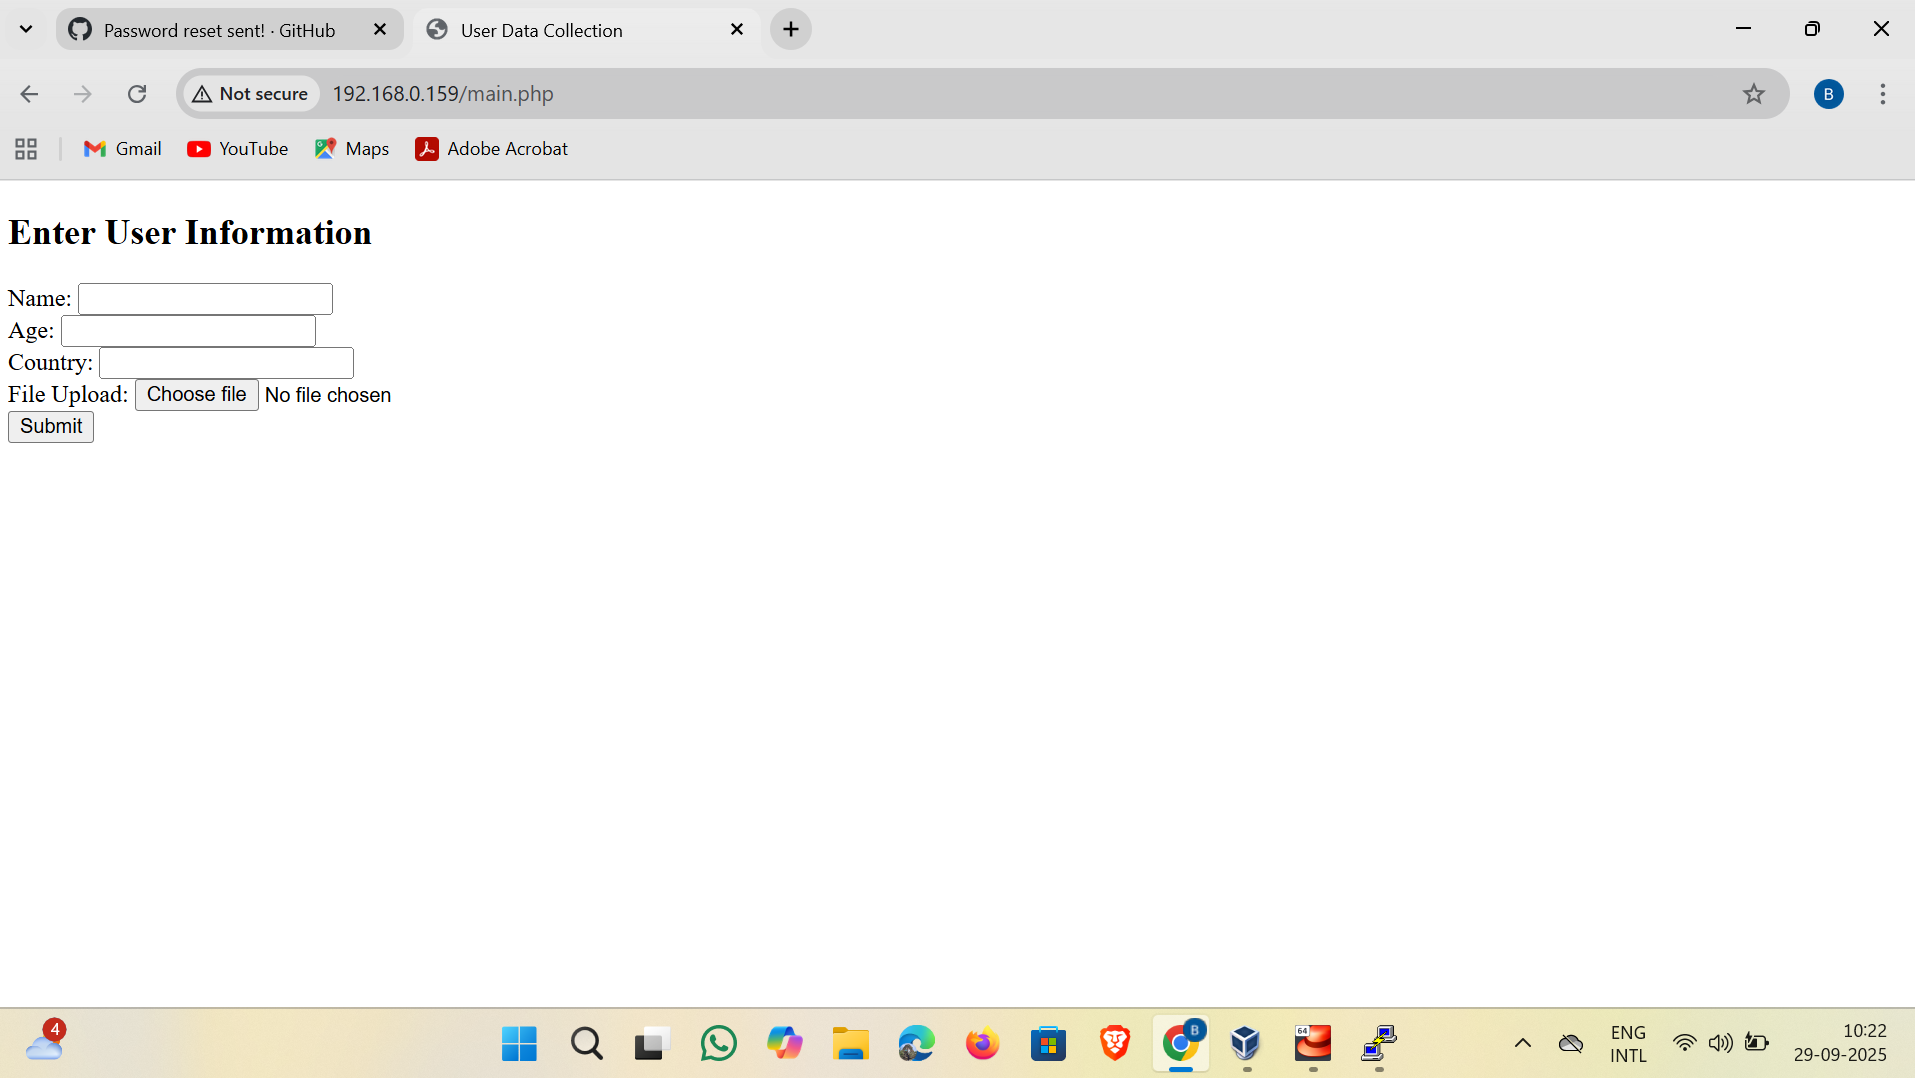 Password reset sent! · GitHub
User Data Collection
Not secure
192.168.0.159/main.php
B
Gmail
YouTube
Maps
Adobe Acrobat
Enter User Information
Name:
Age:
Country:
File Upload: Choose file No file chosen
Submit
4
B
64
ENG
INTL
10:22
29-09-2025